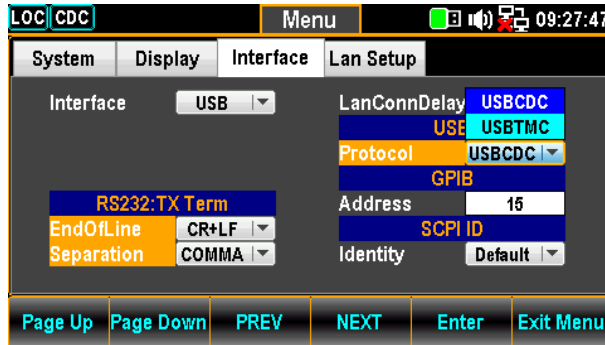 LOC CDC Menu 09:27:47
System Display Interface Lan Setup
Interface USB LanConnDelay USBCDC
USB USBTMC
Protocol USBCDC
GPIB
RS232:TX Term Address 15
EndOfLine CR+LF SCPI ID
Separation COMMA Identity Default
Page Up Page Down PREV NEXT Enter Exit Menu